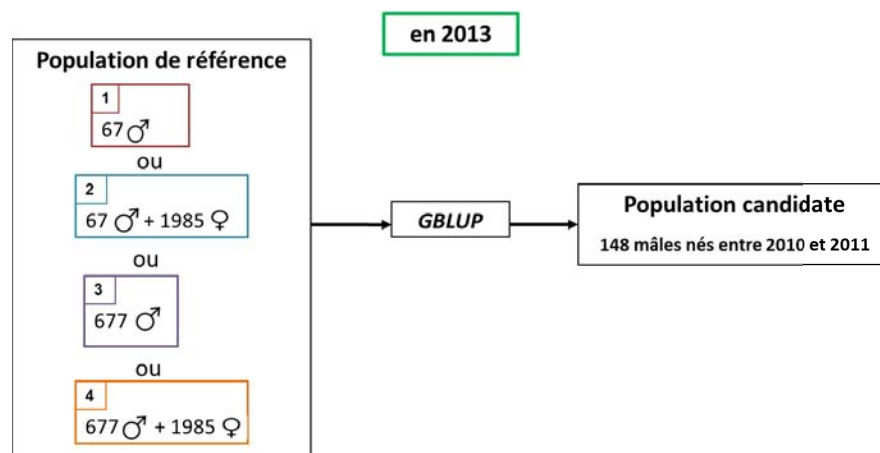 en 2013
Population de référence
1
67 ♂
ou
2
67 ♂ + 1985 ♀
ou
3
677 ♂
ou
4
677 ♂ + 1985 ♀
GBLUP
Population candidate
148 mâles nés entre 2010 et 2011